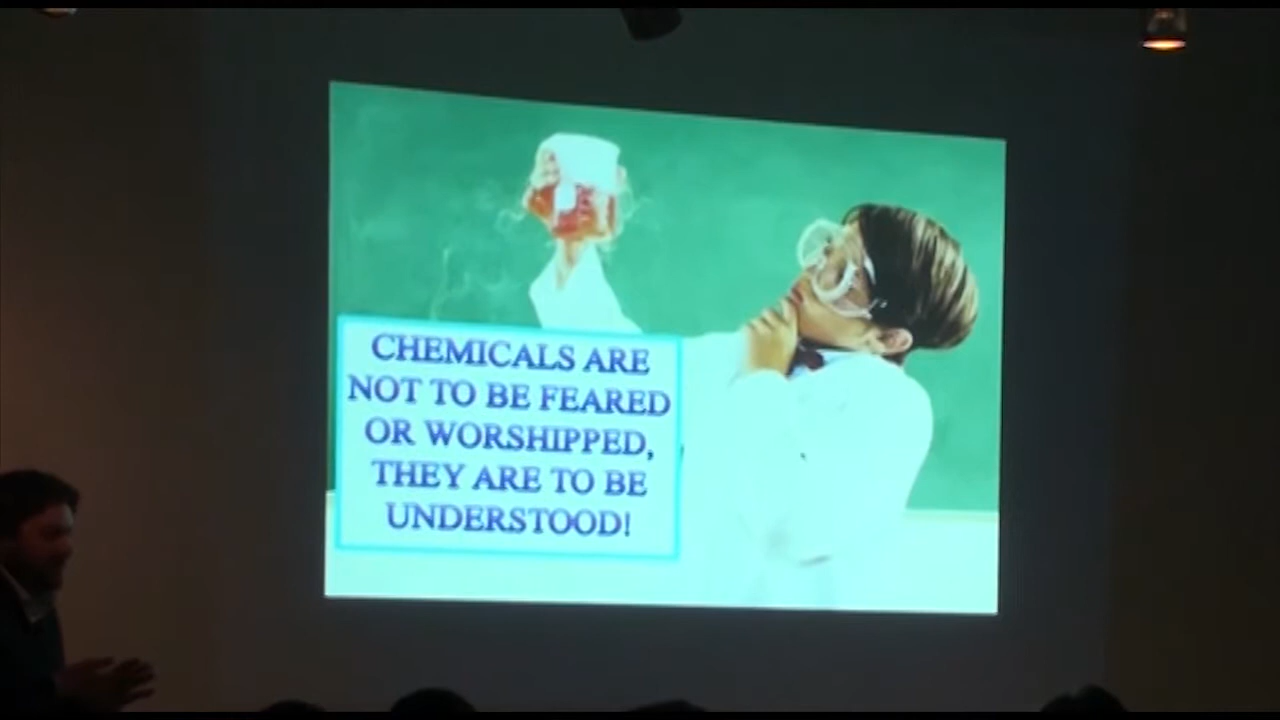 CHEMICALS ARE
NOT TO BE FEARED
OR WORSHIPPED,
THEY ARE TO BE
UNDERSTOOD!